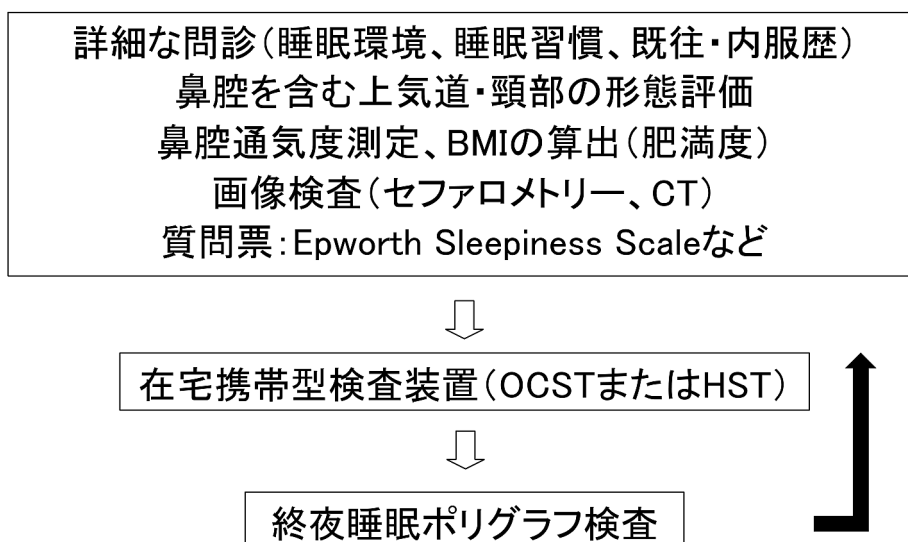 詳細な問診（睡眠環境、睡眠習慣、既往・内服歴）
鼻腔を含む上気道・頸部の形態評価
鼻腔通気度測定、BMIの算出（肥満度）
画像検査（セファロメトリー、CT）
質問票：Epworth Sleepiness Scaleなど
在宅携帯型検査装置（OCSTまたはHST）
終夜睡眠ポリグラフ検査